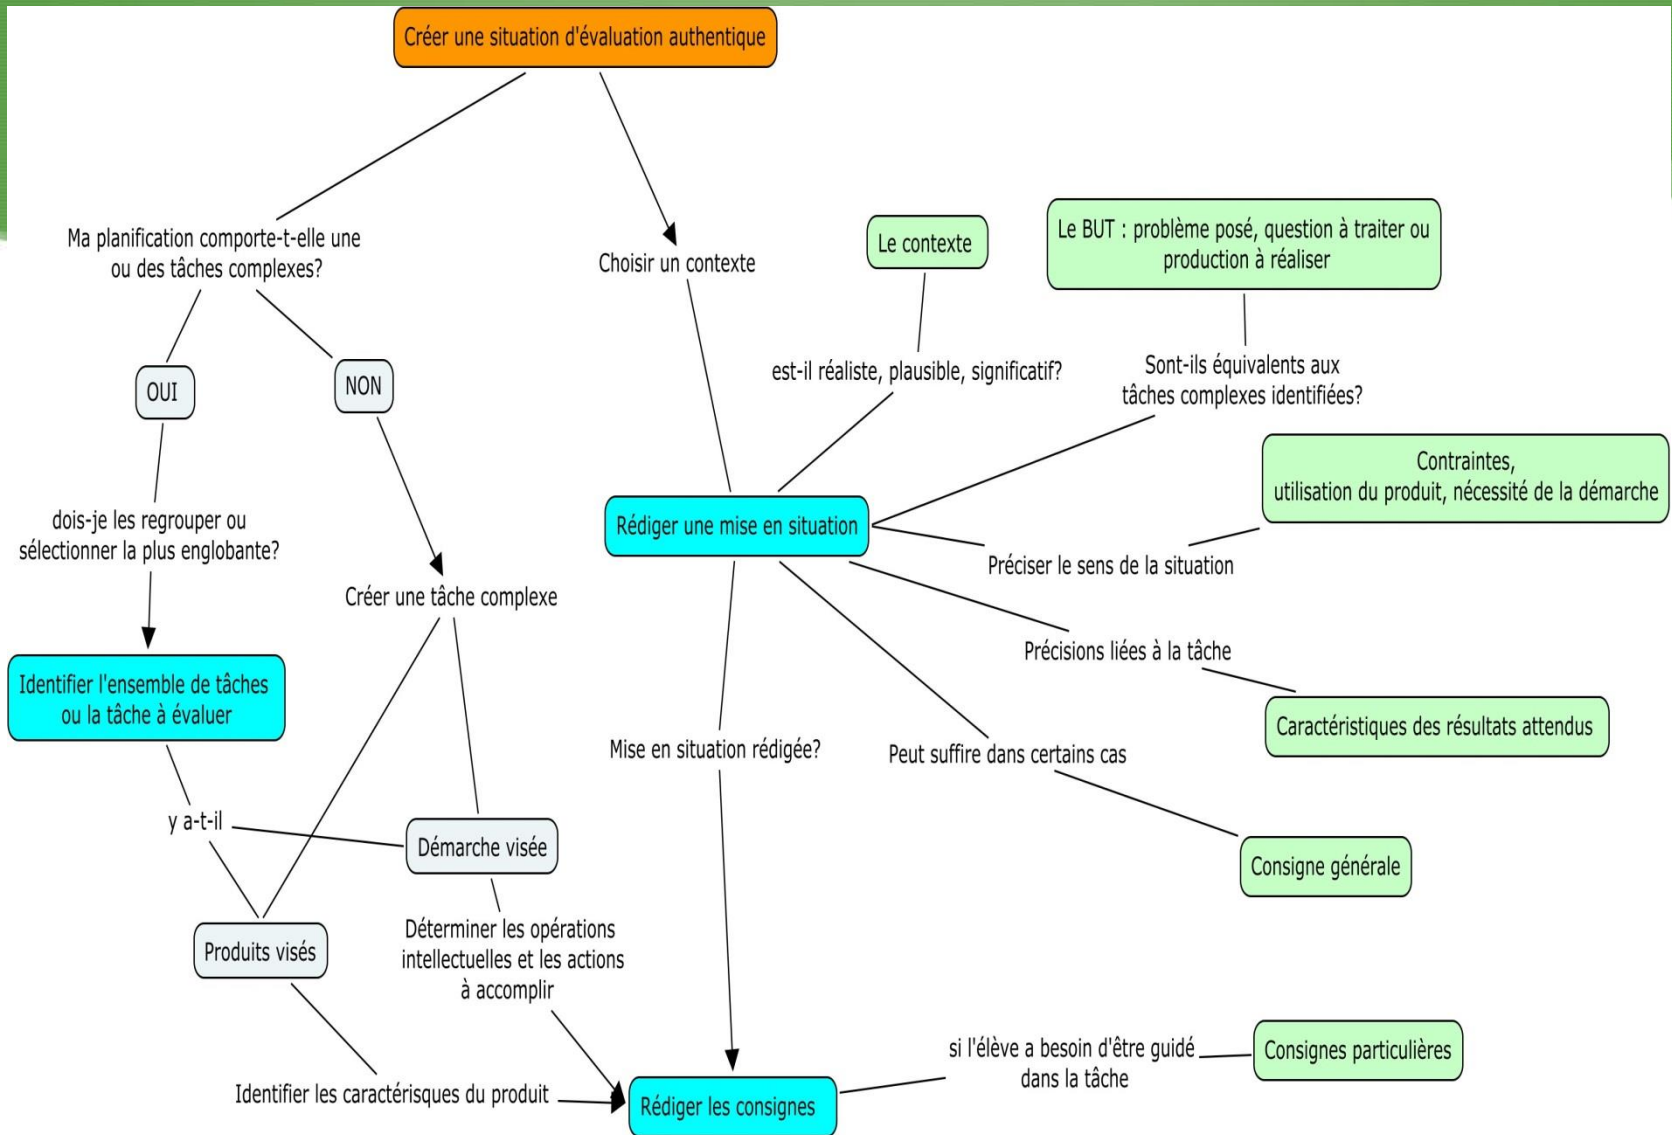 Créer une situation d'évaluation authentique
Ma planification comporte-t-elle une
ou des tâches complexes?
Choisir un contexte
Le contexte
Le BUT : problème posé, question à traiter ou
production à réaliser
OUI
NON
est-il réaliste, plausible, significatif?
Sont-ils équivalents aux
tâches complexes identifiées?
dois-je les regrouper ou
sélectionner la plus englobante?
Rédiger une mise en situation
Contraintes,
utilisation du produit, nécessité de la démarche
Préciser le sens de la situation
Créer une tâche complexe
Précisions liées à la tâche
Identifier l'ensemble de tâches
ou la tâche à évaluer
Caractéristiques des résultats attendus
Mise en situation rédigée?
Peut suffire dans certains cas
y a-t-il
Démarche visée
Consigne générale
Produits visés
Déterminer les opérations
intellectuelles et les actions
à accomplir
si l'élève a besoin d'être guidé
dans la tâche
Consignes particulières
Identifier les caractérisques du produit
Rédiger les consignes